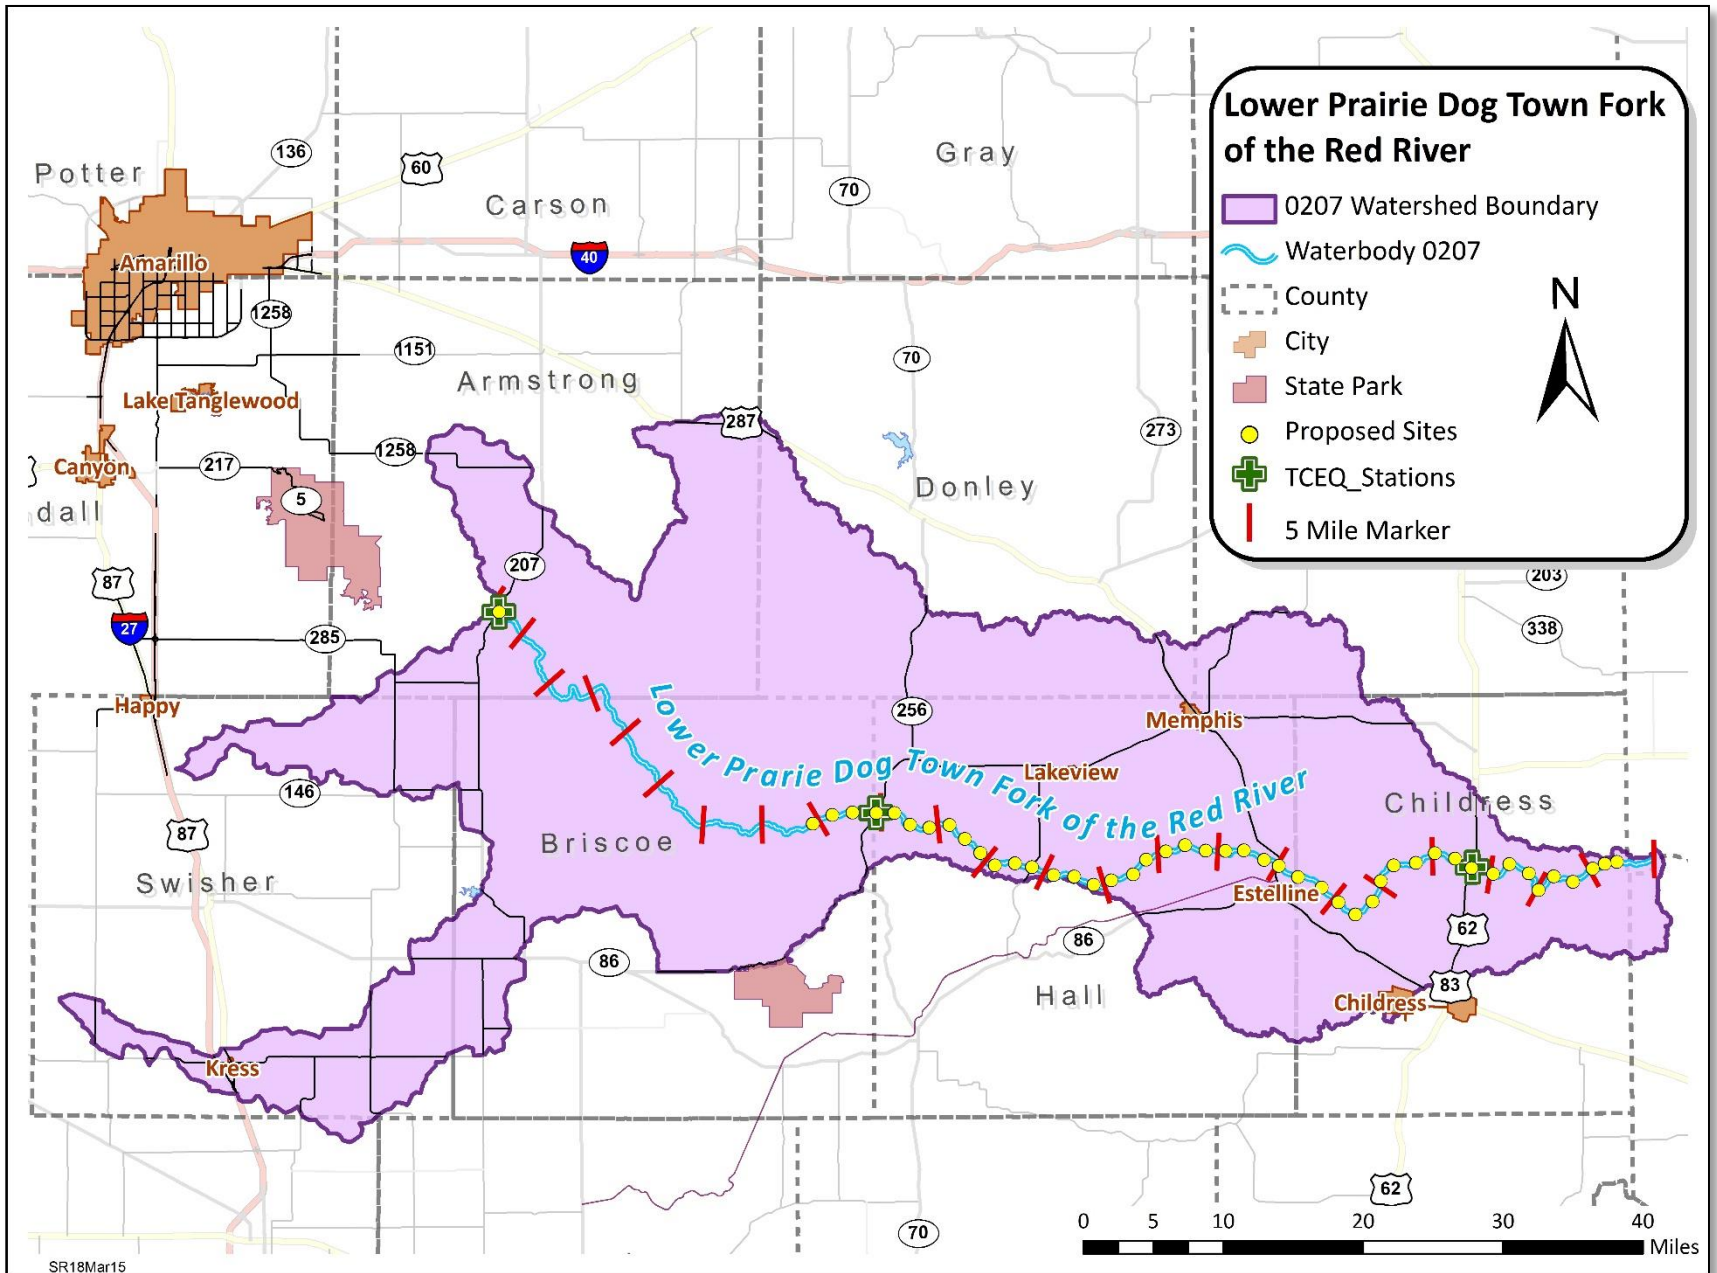 Lower Prairie Dog Town Fork
of the Red River
0207 Watershed Boundary
Waterbody 0207
County
City
State Park
Proposed Sites
TCEQ_Stations
5 Mile Marker
N
Potter
136
60
Gray
Carson
70
40
Amarillo
1258
1151
70
Armstrong
Lake Tanglewood
287
273
1258
Canyon
217
5
Donley
dall
207
87
203
27
285
338
Happy
256
Memphis
Lower Prarie Dog Town Fork of the Red River
Lakeview
146
Childress
87
Briscoe
Swisher
Estelline
62
86
86
Hall
83
Childress
Kress
62
70
0 5 10 20 30 40
Miles
SR18Mar15